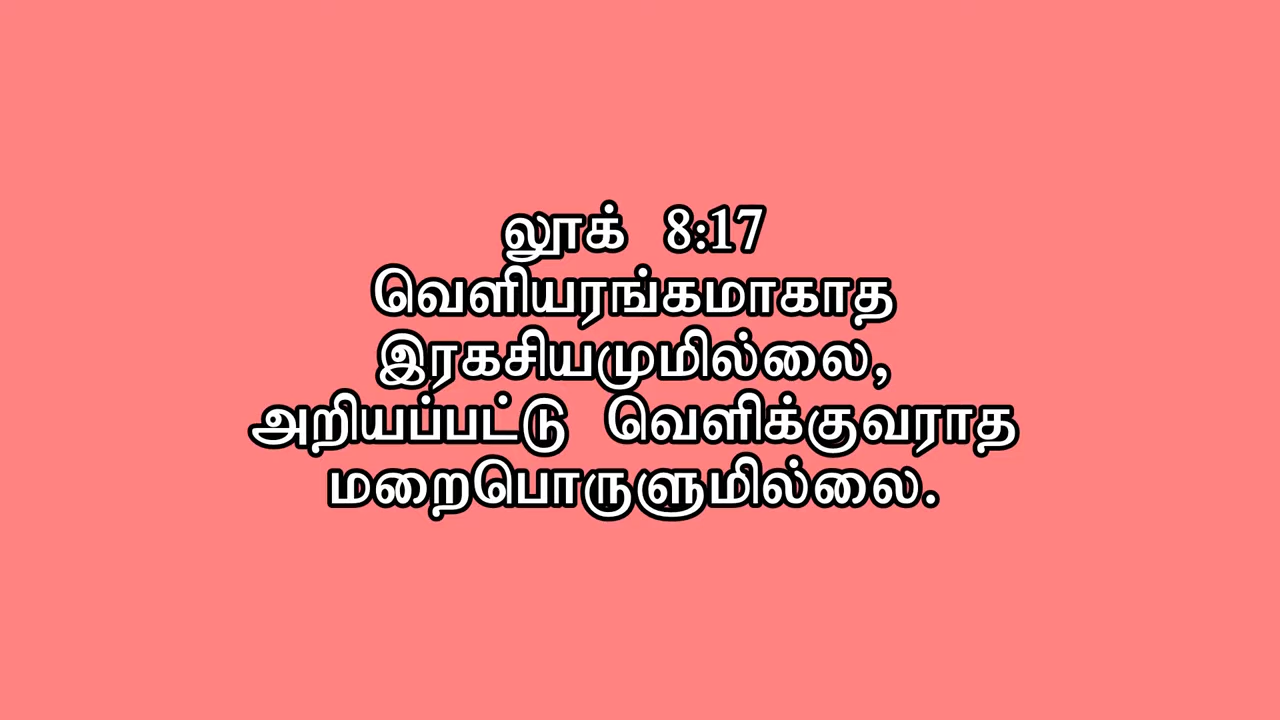 லூக் 8:17
வெளியரங்கமாகாத
இரகசியமுமில்லை,
அறியப்பட்டு வெளிக்குவராத
மறைபொருளுமில்லை.